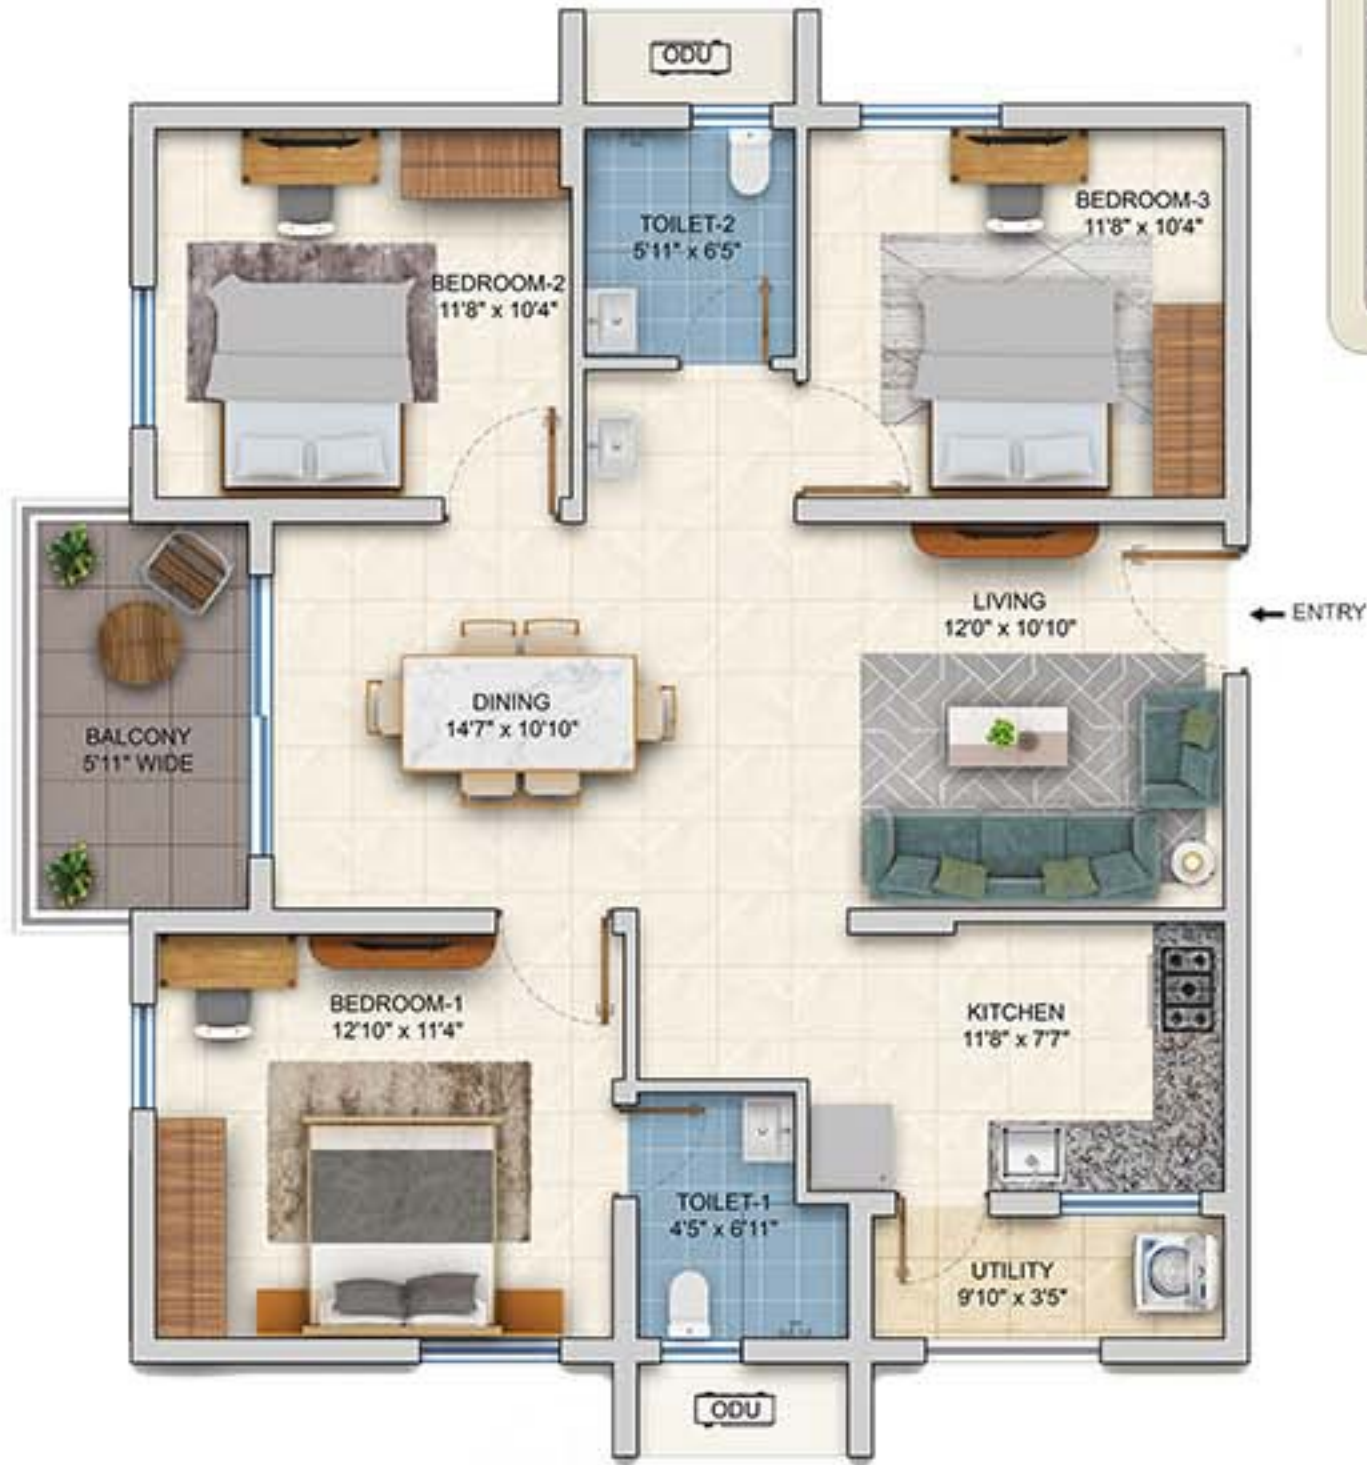 ODU
BEDROOM-2
11'8" x 10'4"
TOILET-2
5'11" x 6'5"
BEDROOM-3
11'8" x 10'4"
LIVING
12'0" x 10'10"
ENTRY
DINING
14'7" x 10'10"
BALCONY
5'11" WIDE
BEDROOM-1
12'10" x 11'4"
KITCHEN
11'8" x 7'7"
TOILET-1
4'5" x 6'11"
UTILITY
9'10" x 3'5"
ODU